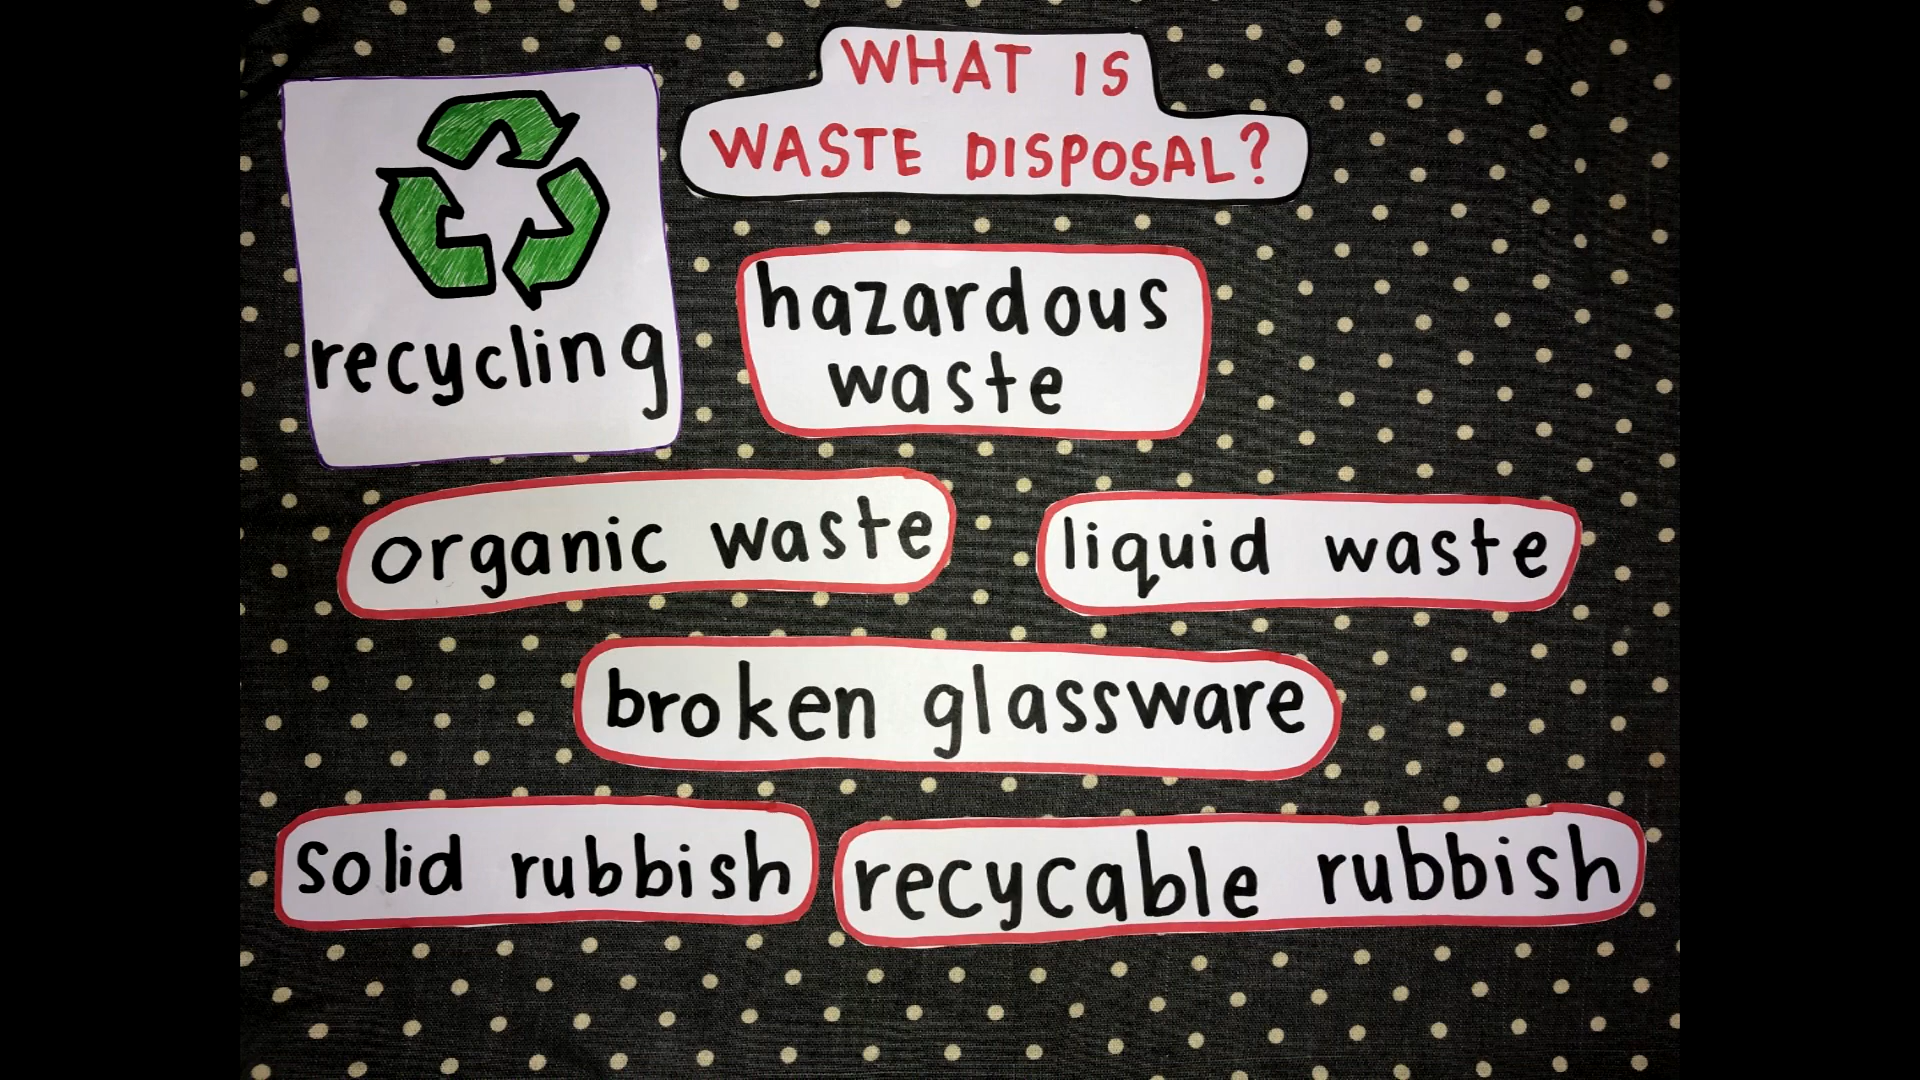 WHAT IS
WASTE DISPOSAL?
recycling
hazardous
waste
organic waste
liquid waste
broken glassware
solid rubbish
recycable rubbish